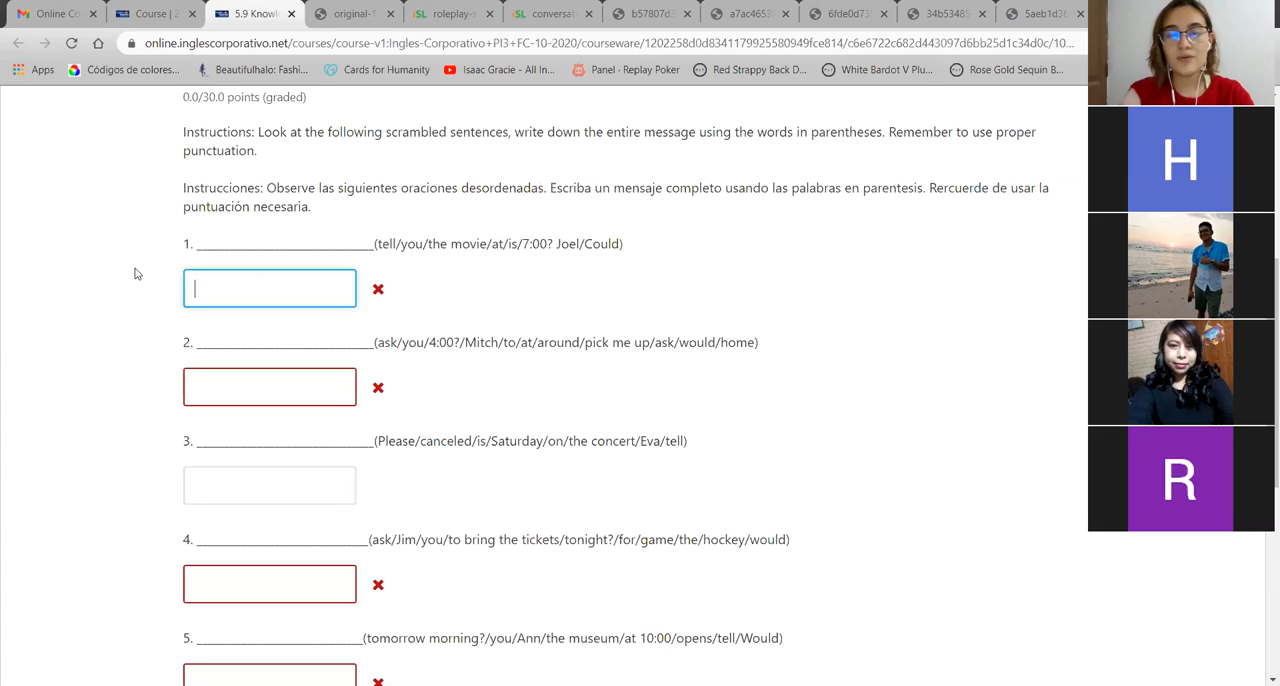 Online Co
Course | 2
5.9 Knowl
original-1
roleplay-s
conversat
b57807d3
a7ac4653
6fde0d73
34b53485
5aeb1d36
online.inglescorporativo.net/courses/course-v1:Ingles-Corporativo+PI3+FC-10-2020/courseware/1202258d0d8341179925580949fce814/c6e6722c682d443097d6bb25d1c34d0c/10...
Apps
Códigos de colores...
Beautifulhalo: Fashi...
Cards for Humanity
Isaac Gracie - All In...
Panel · Replay Poker
Red Strappy Back D...
White Bardot V Plu...
Rose Gold Sequin B...
0.0/30.0 points (graded)
Instructions: Look at the following scrambled sentences, write down the entire message using the words in parentheses. Remember to use proper
punctuation.
Instrucciones: Observe las siguientes oraciones desordenadas. Escriba un mensaje completo usando las palabras en parentesis. Rercuerde de usar la
puntuación necesaria.
1. _________________________(tell/you/the movie/at/is/7:00? Joel/Could)
2. _________________________(ask/you/4:00?/Mitch/to/at/around/pick me up/ask/would/home)
3. _________________________(Please/canceled/is/Saturday/on/the concert/Eva/tell)
4. ________________________(ask/Jim/you/to bring the tickets/tonight?/for/game/the/hockey/would)
5. ________________________(tomorrow morning?/you/Ann/the museum/at 10:00/opens/tell/Would)
H
R